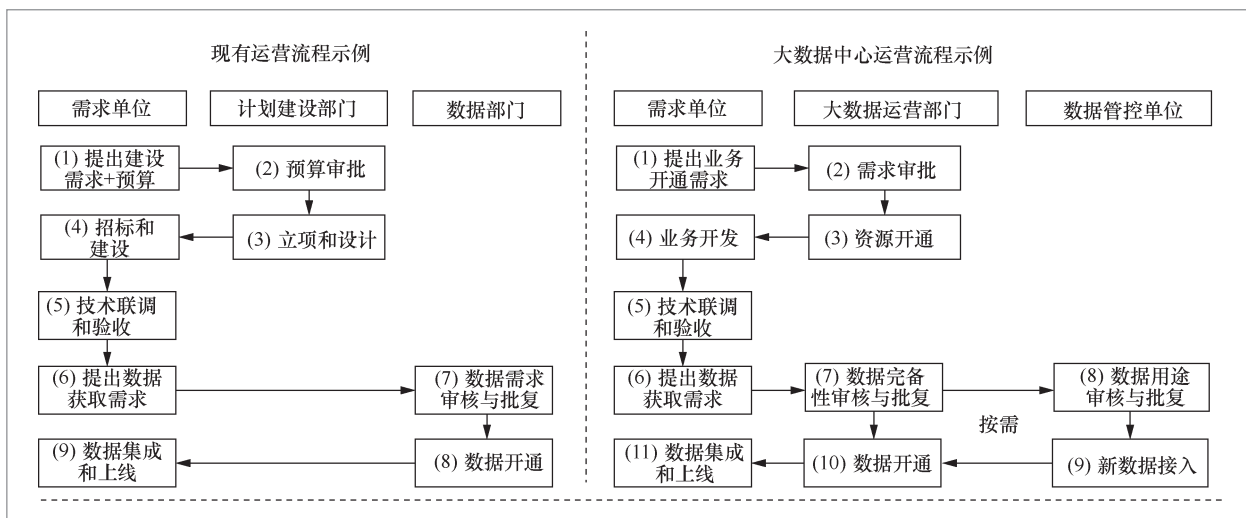 现有运营流程示例
需求单位
计划建设部门
数据部门
(1) 提出建设
需求+预算
(2) 预算审批
(4) 招标和
建设
(3) 立项和设计
(5) 技术联调
和验收
(6) 提出数据
获取需求
(7) 数据需求
审核与批复
(9) 数据集成
和上线
(8) 数据开通
大数据中心运营流程示例
需求单位
大数据运营部门
数据管控单位
(1) 提出业务
开通需求
(2) 需求审批
(4) 业务开发
(3) 资源开通
(5) 技术联调
和验收
(6) 提出数据
获取需求
(7) 数据完备
性审核与批复
(8) 数据用途
审核与批复
按需
(11) 数据集成
和上线
(10) 数据开通
(9) 新数据接入